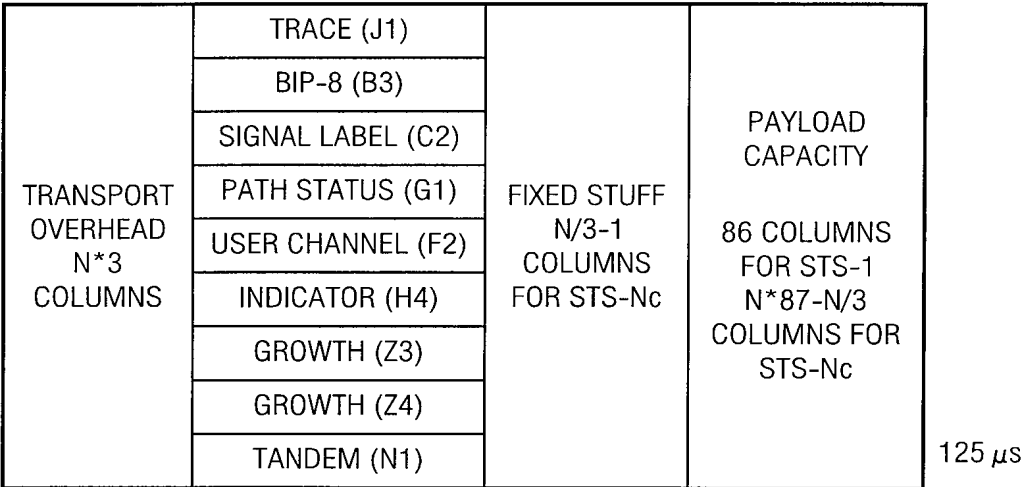 TRANSPORT
OVERHEAD
N*3
COLUMNS
TRACE (J1)
BIP-8 (B3)
SIGNAL LABEL (C2)
PATH STATUS (G1)
USER CHANNEL (F2)
INDICATOR (H4)
GROWTH (Z3)
GROWTH (Z4)
TANDEM (N1)
FIXED STUFF
N/3-1
COLUMNS
FOR STS-Nc
PAYLOAD
CAPACITY
86 COLUMNS
FOR STS-1
N*87-N/3
COLUMNS FOR
STS-Nc
125 μs